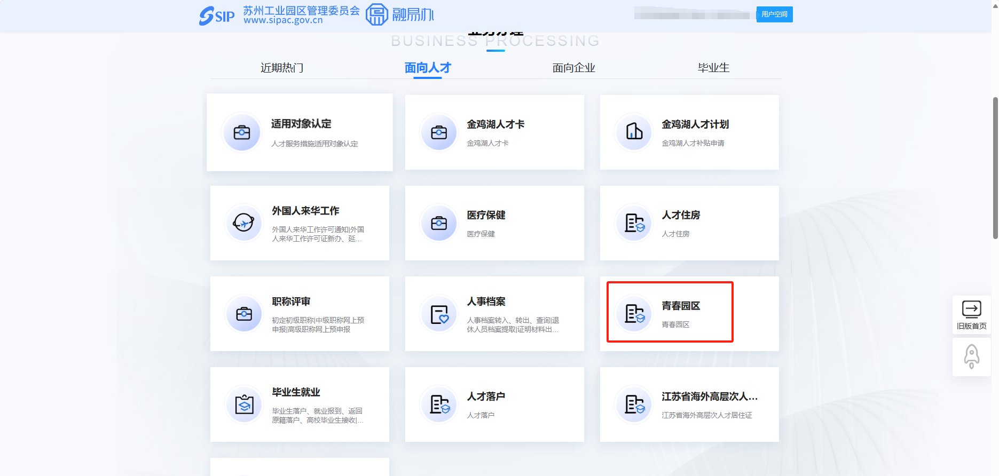 SIP 苏州工业园区管理委员会 融易办
www.sipac.gov.cn
用户空间
业务办理
BUSINESS PROCESSING
近期热门 面向人才 面向企业 毕业生
适用对象认定
人才服务措施适用对象认定
金鸡湖人才卡
金鸡湖人才卡
金鸡湖人才计划
金鸡湖人才补贴申请
外国人来华工作
外国人来华工作许可通知|外国
人来华工作许可证新办、延...
医疗保健
医疗保健
人才住房
人才住房
职称评审
初定初级职称|中级职称网上预
申报|高级职称网上预申报
人事档案
人事档案转入、转出、查询|退
休人员档案提取|证明材料出...
青春园区
青春园区
毕业生就业
毕业生落户、就业报到、返回
原籍落户、高校毕业生接收|...
人才落户
人才落户
江苏省海外高层次人...
江苏省海外高层次人才居住证
旧版首页